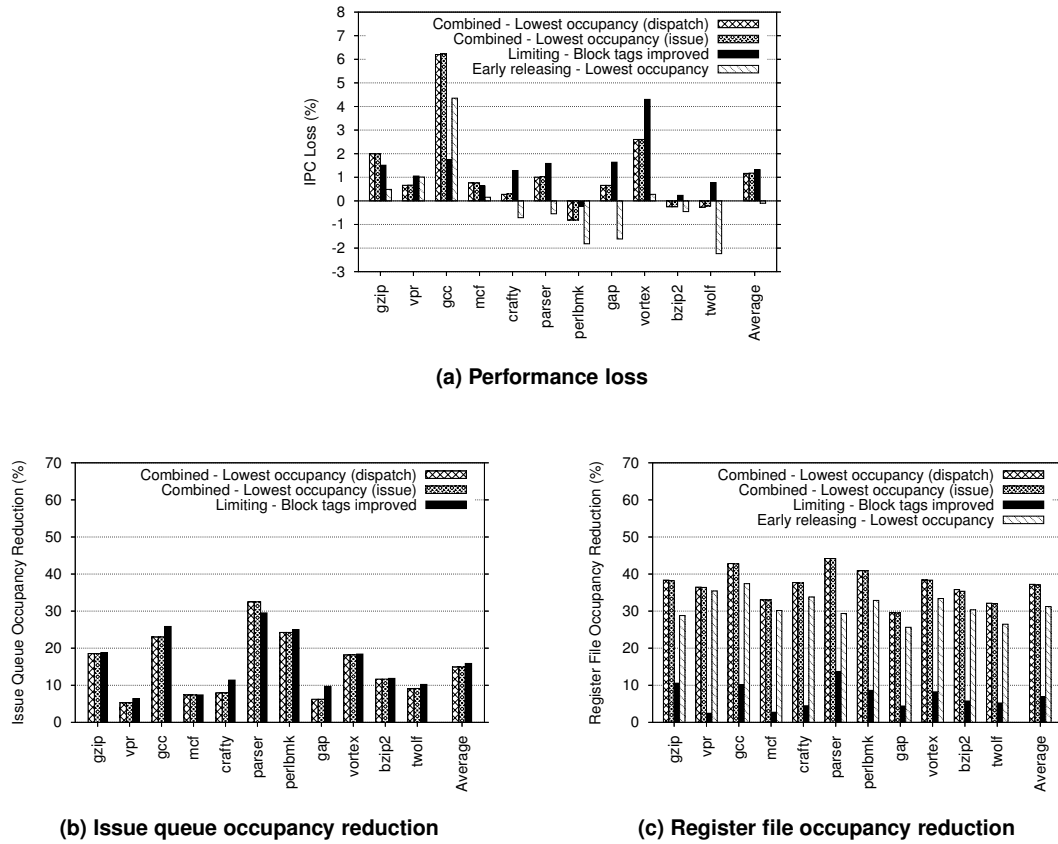 8
7
6
5
4
3
2
1
0
-1
-2
-3
IPC Loss (%)
Combined - Lowest occupancy (dispatch)
Combined - Lowest occupancy (issue)
Limiting - Block tags improved
Early releasing - Lowest occupancy
gzip
vpr
gcc
mcf
crafty
parser
perlbmk
gap
vortex
bzip2
twolf
Average
(a) Performance loss
70
60
50
40
30
20
10
0
Issue Queue Occupancy Reduction (%)
Combined - Lowest occupancy (dispatch)
Combined - Lowest occupancy (issue)
Limiting - Block tags improved
gzip
vpr
gcc
mcf
crafty
parser
perlbmk
gap
vortex
bzip2
twolf
Average
(b) Issue queue occupancy reduction
70
60
50
40
30
20
10
0
Register File Occupancy Reduction (%)
Combined - Lowest occupancy (dispatch)
Combined - Lowest occupancy (issue)
Limiting - Block tags improved
Early releasing - Lowest occupancy
gzip
vpr
gcc
mcf
crafty
parser
perlbmk
gap
vortex
bzip2
twolf
Average
(c) Register file occupancy reduction